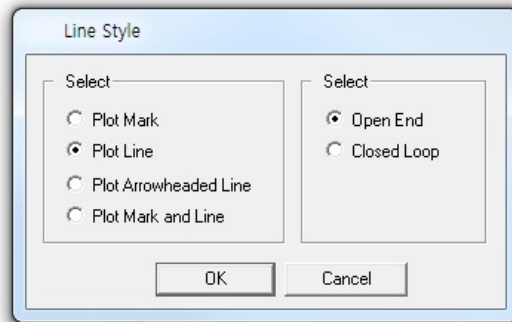 Line Style
Select
Plot Mark
Plot Line
Plot Arrowheaded Line
Plot Mark and Line
Select
Open End
Closed Loop
OK
Cancel